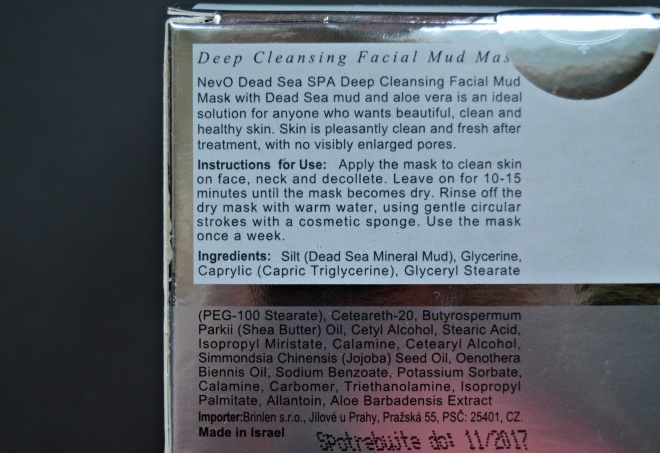 Deep Cleansing Facial Mud Mas
NevO Dead Sea SPA Deep Cleansing Facial Mud
Mask with Dead Sea mud and aloe vera is an ideal
solution for anyone who wants beautiful, clean and
healthy skin. Skin is pleasantly clean and fresh after
treatment, with no visibly enlarged pores.
Instructions for Use: Apply the mask to clean skin
on face, neck and decollete. Leave on for 10-15
minutes until the mask becomes dry. Rinse off the
dry mask with warm water, using gentle circular
strokes with a cosmetic sponge. Use the mask
once a week.
Ingredients: Silt (Dead Sea Mineral Mud), Glycerine,
Caprylic (Capric Triglycerine), Glyceryl Stearate
(PEG-100 Stearate), Ceteareth-20, Butyrospermum
Parkii (Shea Butter) Oil, Cetyl Alcohol, Stearic Acid,
Isopropyl Miristate, Calamine, Cetearyl Alcohol,
Simmondsia Chinensis (Jojoba) Seed Oil, Oenothera
Biennis Oil, Sodium Benzoate, Potassium Sorbate,
Calamine, Carbomer, Triethanolamine, Isopropyl
Palmitate, Allantoin, Aloe Barbadensis Extract
Importer:Brinlen s.r.o., Jílové u Prahy, Pražská 55, PSČ: 25401, CZ.
Made in Israel
Spotrebujte do: 11/2017